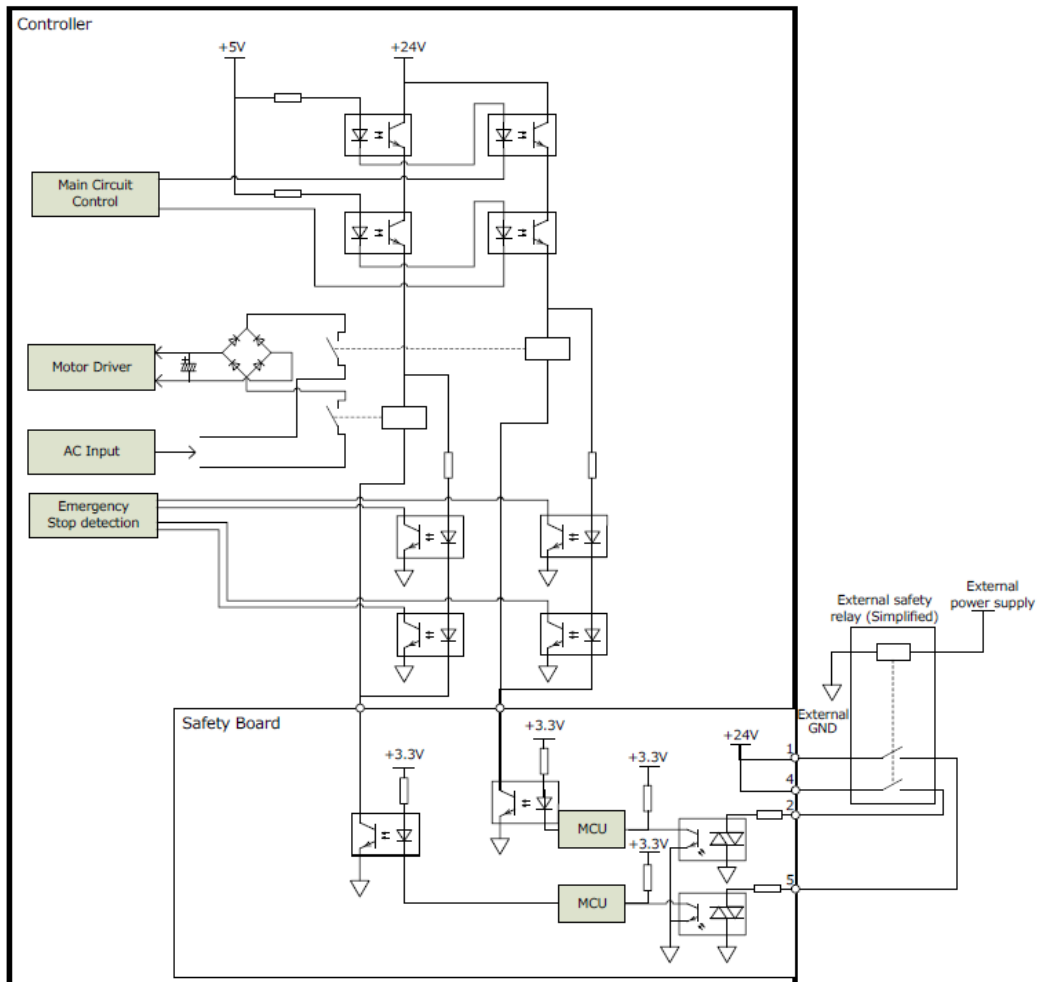 Controller
+5V
+24V
Main Circuit
Control
Motor Driver
AC Input
Emergency
Stop detection
External
power supply
External safety
relay (Simplified)
External
GND
Safety Board
+3.3V
+3.3V
+24V
+3.3V
1
4
2
MCU
+3.3V
5
MCU